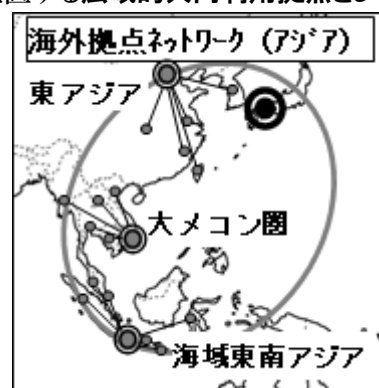 海外拠点ネットワーク (アジア)
東アジア
大メコン圏
海域東南アジア